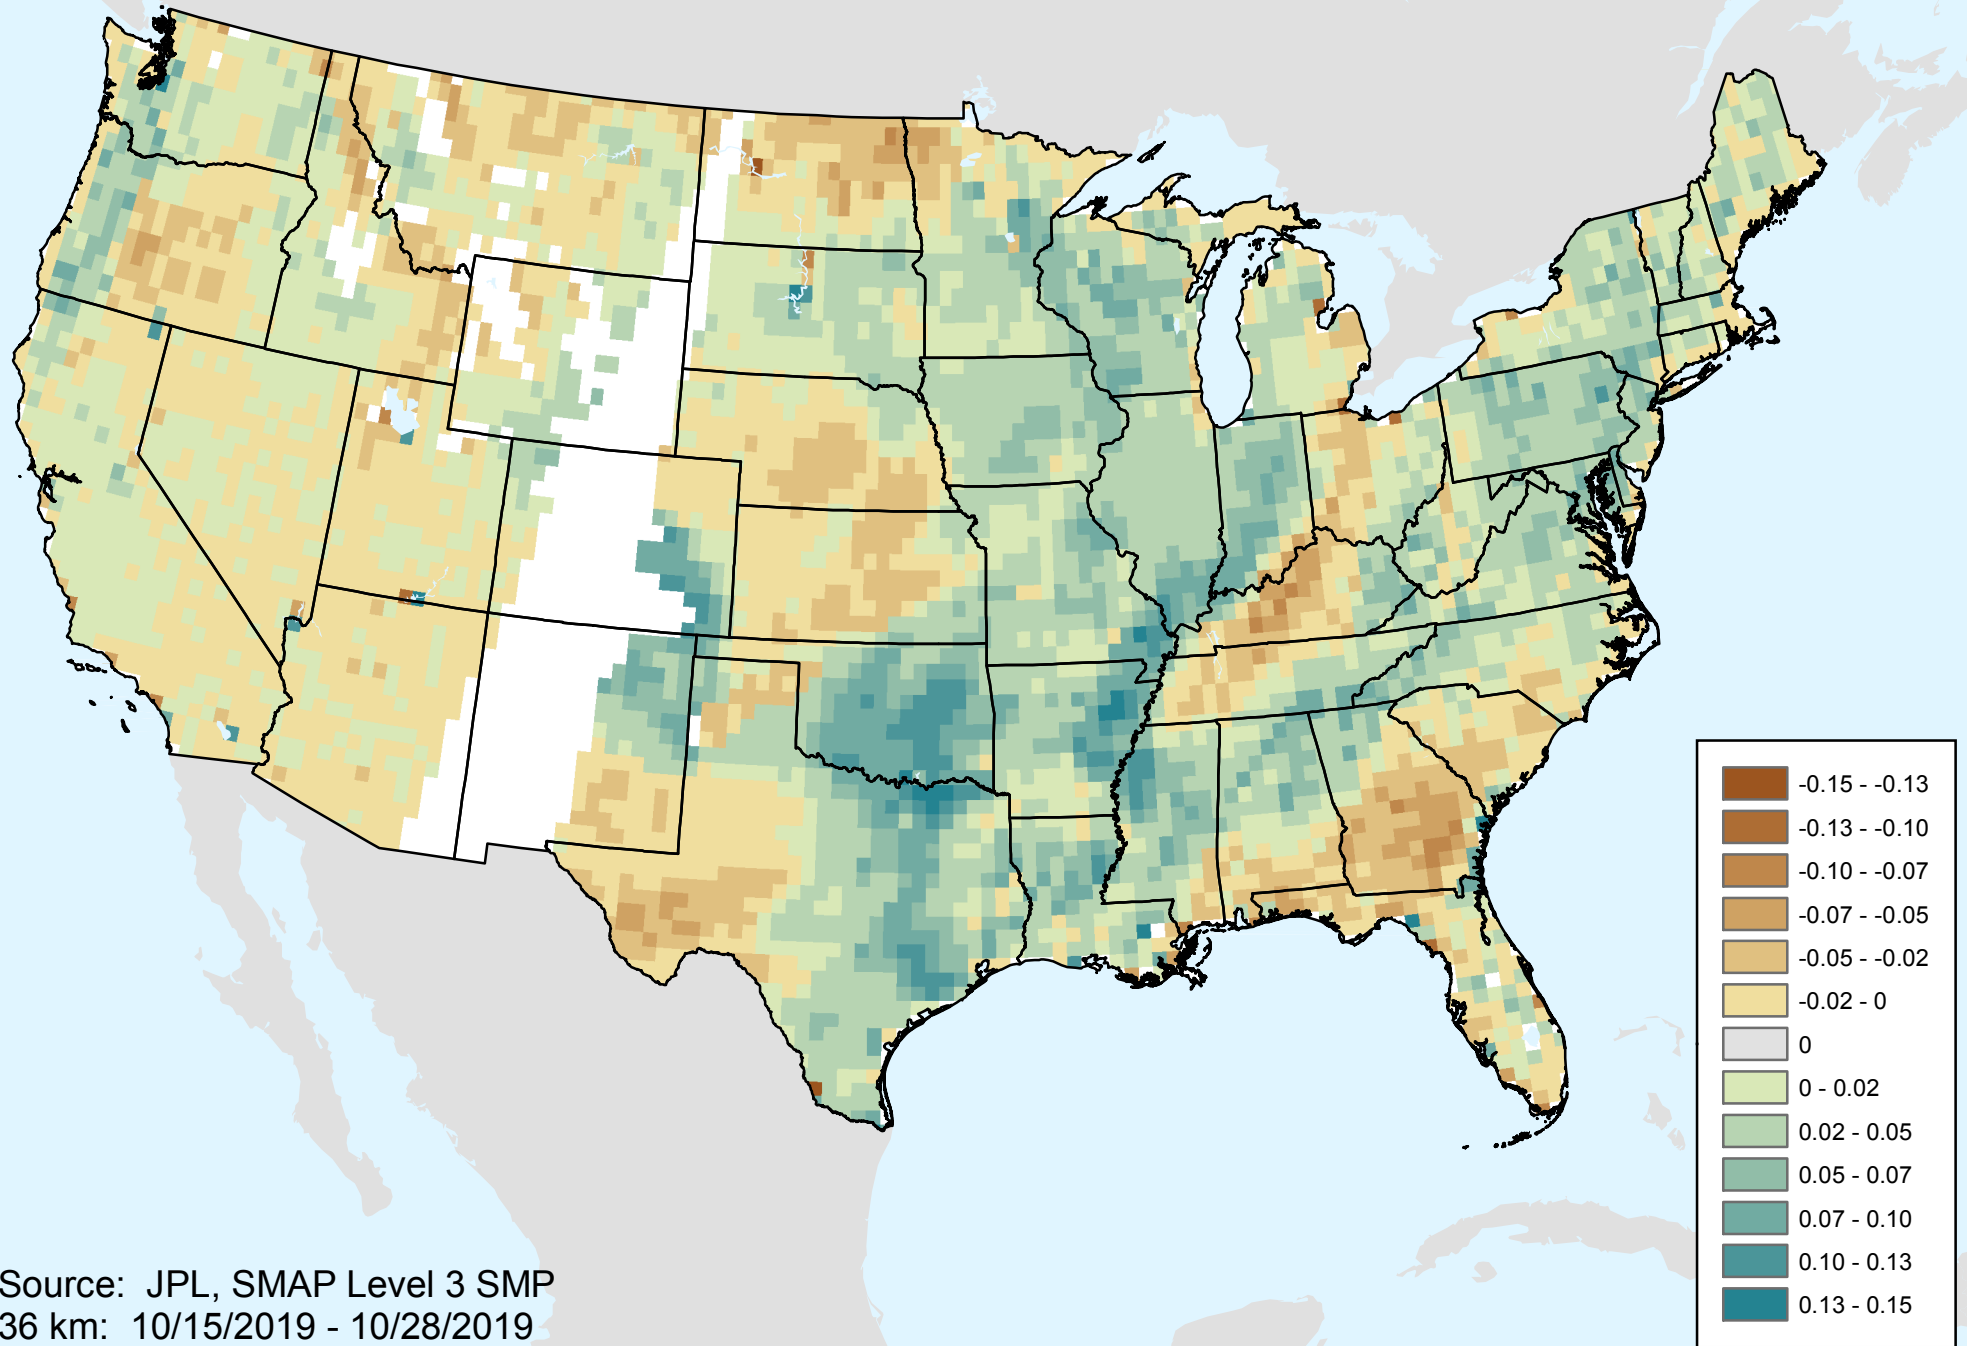 -0.15 - -0.13
-0.13 - -0.10
-0.10 - -0.07
-0.07 - -0.05
-0.05 - -0.02
-0.02 - 0
0
0 - 0.02
0.02 - 0.05
0.05 - 0.07
0.07 - 0.10
0.10 - 0.13
0.13 - 0.15
Source:  JPL, SMAP Level 3 SMP
36 km:  10/15/2019 - 10/28/2019